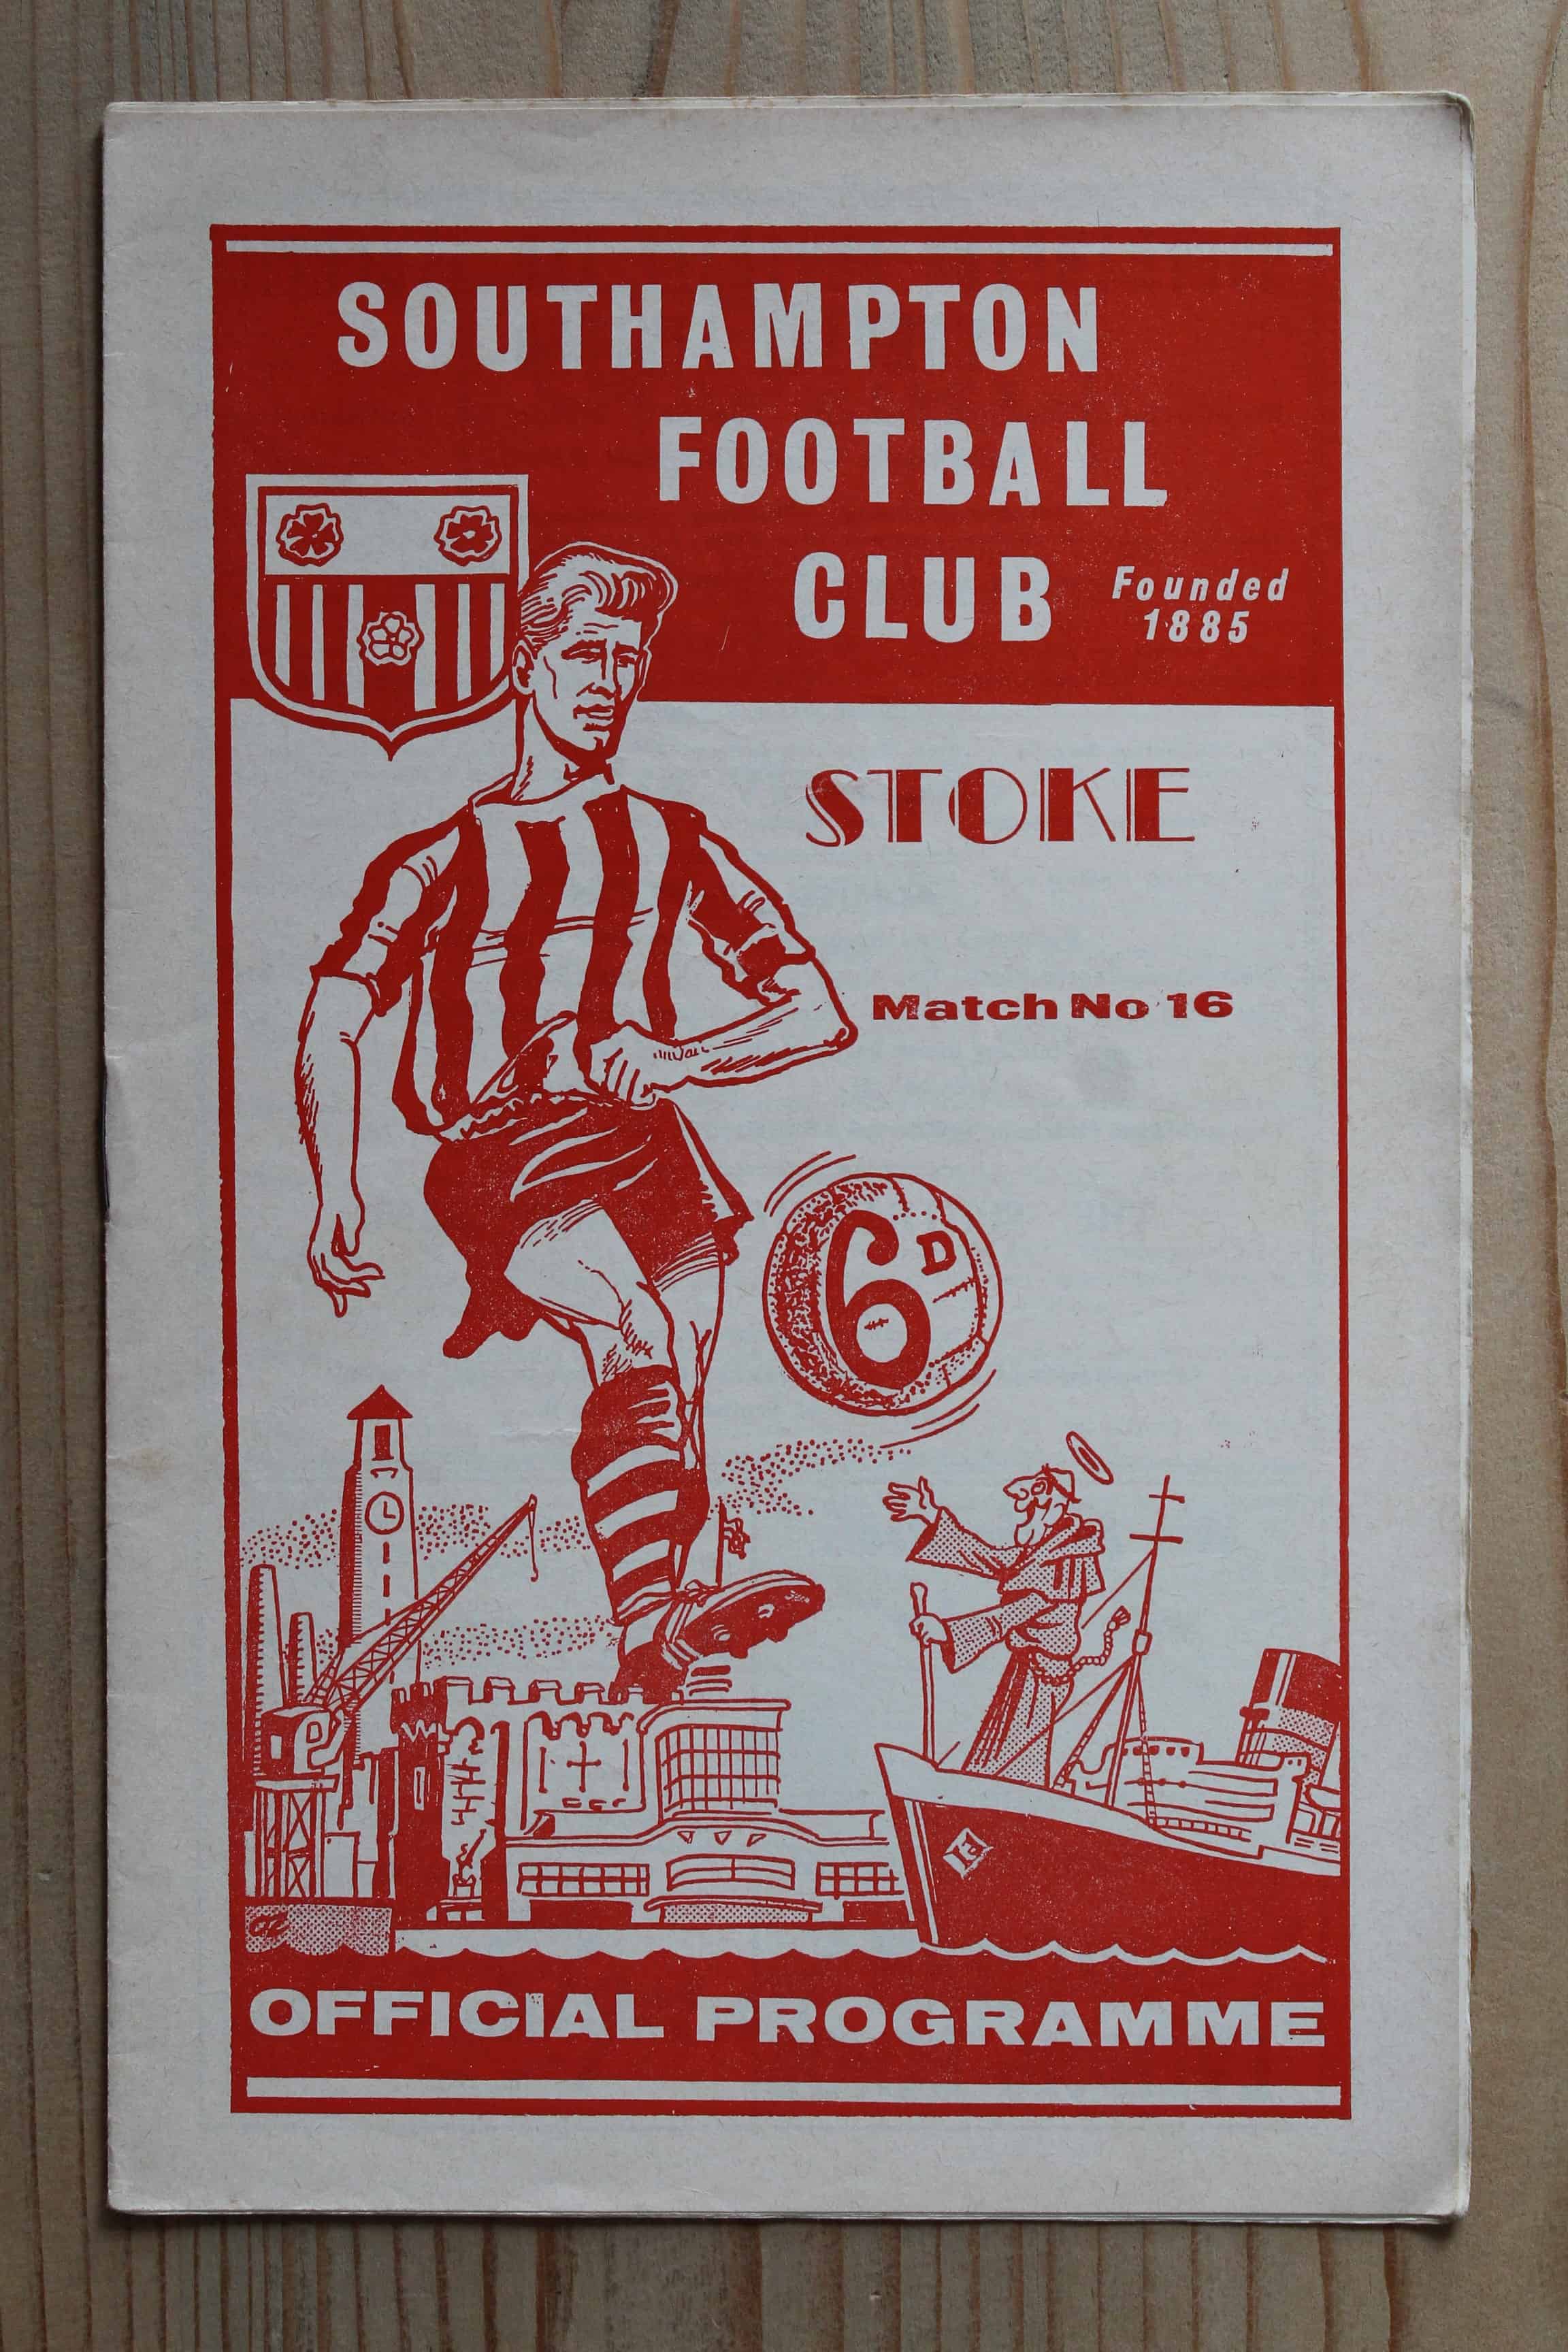 SOUTHAMPTON
FOOTBALL
CLUB
Founded
1885
STOKE
Match No 16
6D
OFFICIAL PROGRAMME